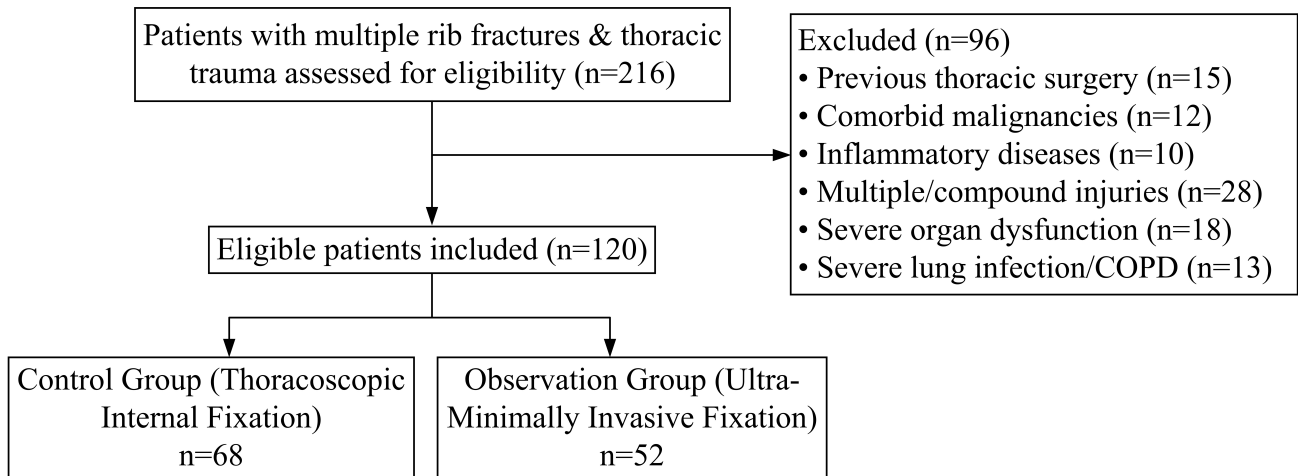 Patients with multiple rib fractures & thoracic
trauma assessed for eligibility (n=216)
Excluded (n=96)
• Previous thoracic surgery (n=15)
• Comorbid malignancies (n=12)
• Inflammatory diseases (n=10)
• Multiple/compound injuries (n=28)
• Severe organ dysfunction (n=18)
• Severe lung infection/COPD (n=13)
Eligible patients included (n=120)
Control Group (Thoracoscopic
Internal Fixation)
n=68
Observation Group (Ultra-
Minimally Invasive Fixation)
n=52